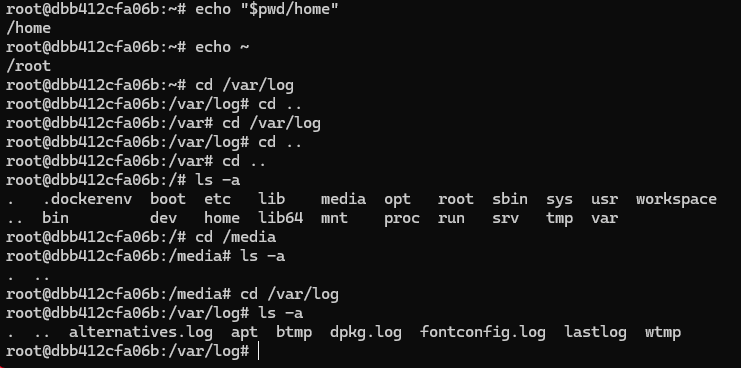 root@dbb412cfa06b:~# echo "$pwd/home"
/home
root@dbb412cfa06b:~# echo ~
/root
root@dbb412cfa06b:~# cd /var/log
root@dbb412cfa06b:/var/log# cd ..
root@dbb412cfa06b:/var# cd /var/log
root@dbb412cfa06b:/var/log# cd ..
root@dbb412cfa06b:/var# cd ..
root@dbb412cfa06b:/# ls -a
.   .dockerenv  boot  etc   lib    media  opt   root  sbin  sys  usr  workspace
..  bin         dev   home  lib64  mnt    proc  run   srv   tmp  var
root@dbb412cfa06b:/# cd /media
root@dbb412cfa06b:/media# ls -a
.  ..
root@dbb412cfa06b:/media# cd /var/log
root@dbb412cfa06b:/var/log# ls -a
.  ..  alternatives.log  apt  btmp  dpkg.log  fontconfig.log  lastlog  wtmp
root@dbb412cfa06b:/var/log#